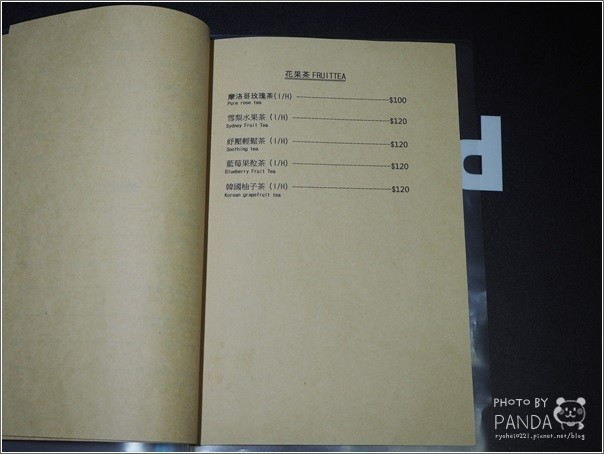 花果茶 FRUITTEA
摩洛哥玫瑰茶(I/H) ----------------------------$100
Pure rose tea
雪梨水果茶 (I/H) ------------------------------$120
Sydney Fruit Tea
紓壓輕鬆茶 (I/H) ------------------------------$120
Soothing tea
藍莓果粒茶 (I/H) ------------------------------$120
Blueberry Fruit Tea
韓國柚子茶 (I/H) ------------------------------$120
Korean grapefruit tea
PHOTO BY
PANDA
ryohei0221.pixnet.net/blog